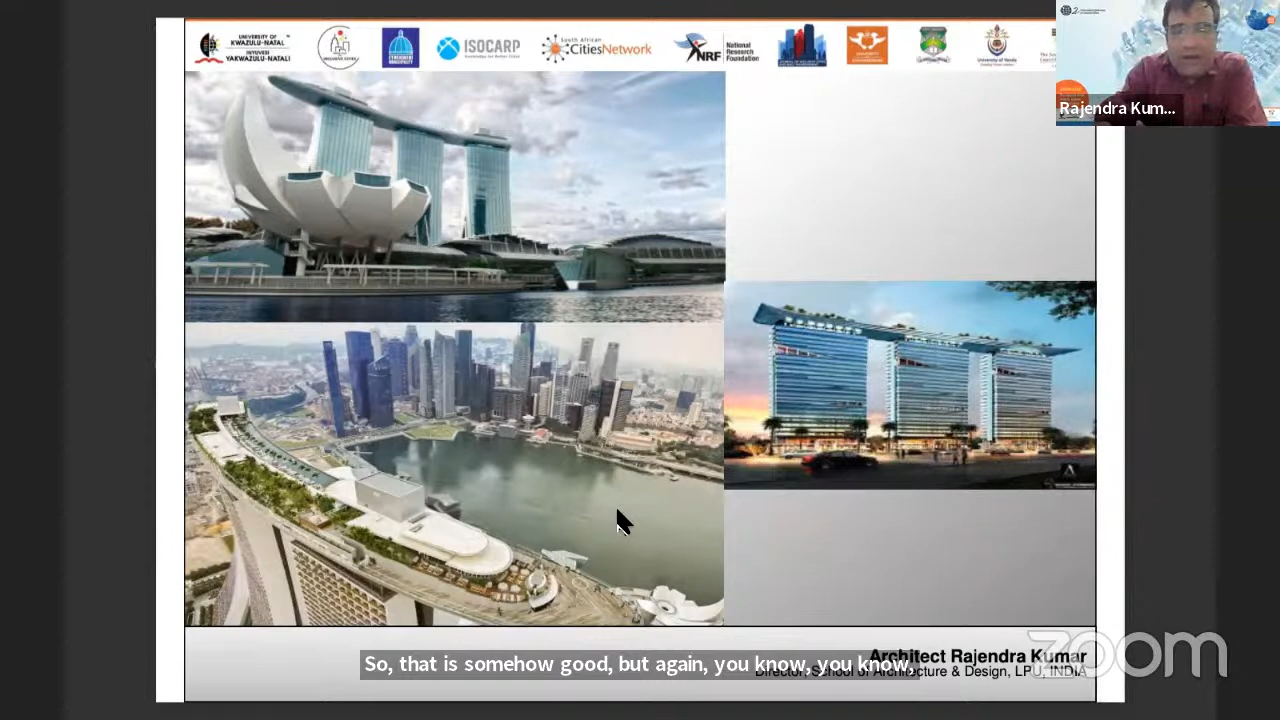 UNIVERSITY OF
KWAZULU-NATAL
INYUVESI
YAKWAZULU-NATALI
ISOCARP
SOUTH AFRICAN
CitiesNetwork
NRF
National
Research
Foundation
Rajendra Kum...
So, that is somehow good, but again, you know, you know,
Architect Rajendra Kumar
Director, School of Architecture & Design, LPU, INDIA
zoom